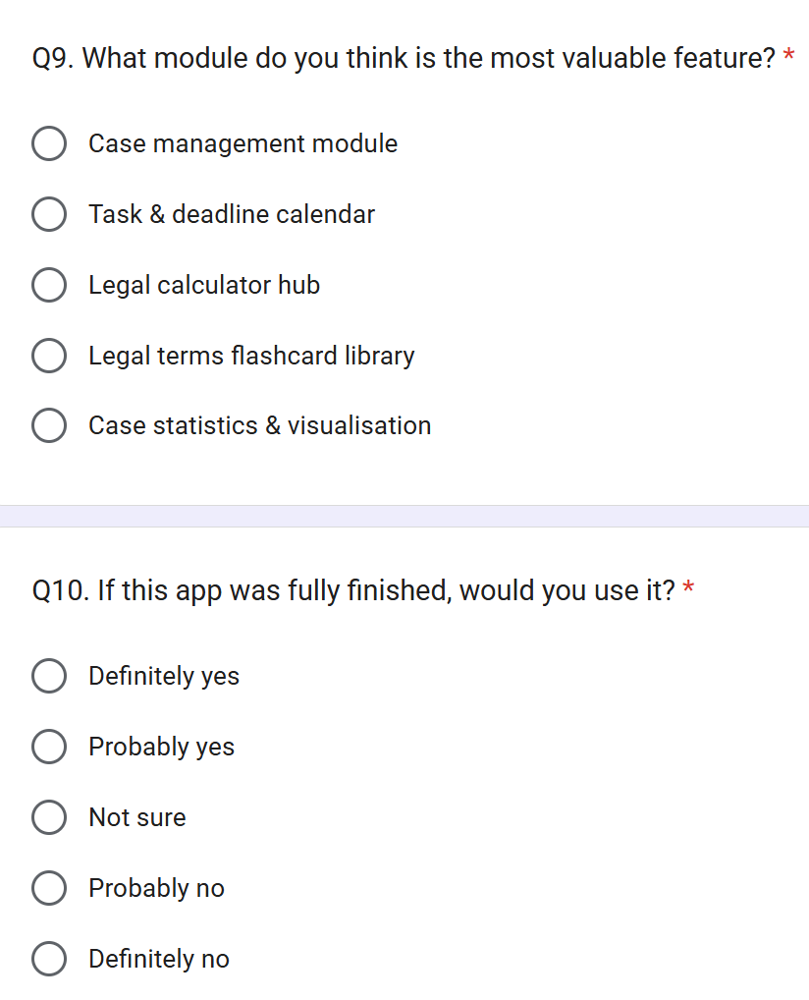 Q9. What module do you think is the most valuable feature? *
Case management module
Task & deadline calendar
Legal calculator hub
Legal terms flashcard library
Case statistics & visualisation
Q10. If this app was fully finished, would you use it? *
Definitely yes
Probably yes
Not sure
Probably no
Definitely no